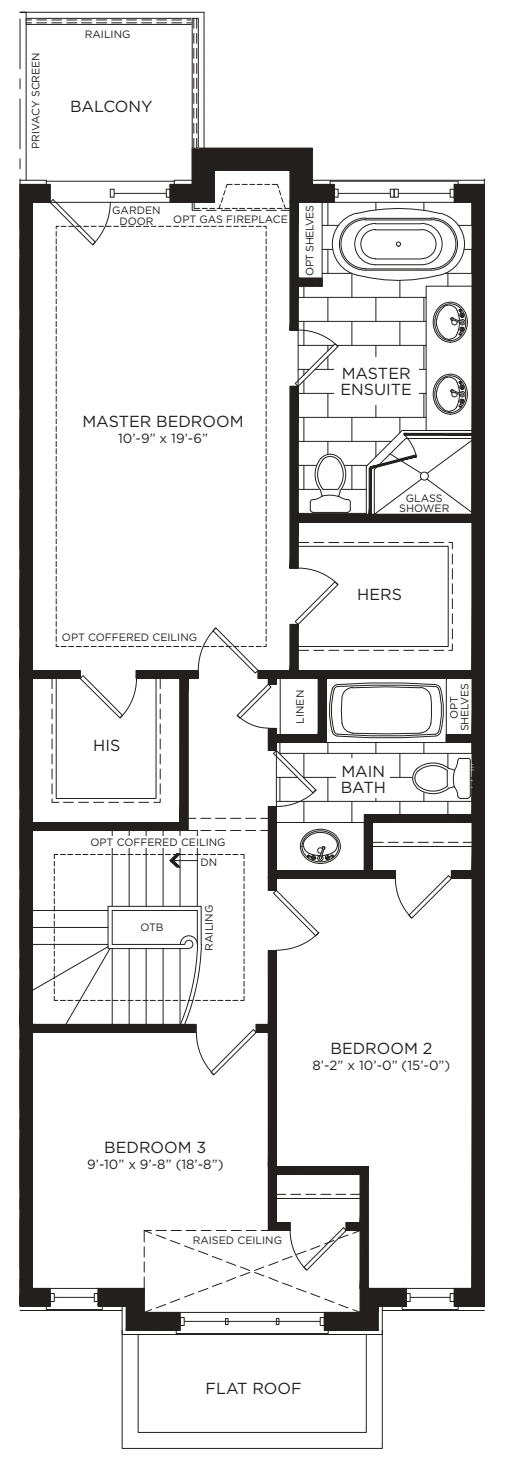 RAILING
PRIVACY SCREEN
BALCONY
GARDEN
DOOR
OPT GAS FIREPLACE
OPT SHELVES
MASTER
ENSUITE
MASTER BEDROOM
10'-9" x 19'-6"
GLASS
SHOWER
HERS
OPT COFFERED CEILING
LINEN
OPT
SHELVES
HIS
MAIN
BATH
OPT COFFERED CEILING
DN
OTB
RAILING
BEDROOM 2
8'-2" x 10'-0" (15'-0")
BEDROOM 3
9'-10" x 9'-8" (18'-8")
RAISED CEILING
FLAT ROOF